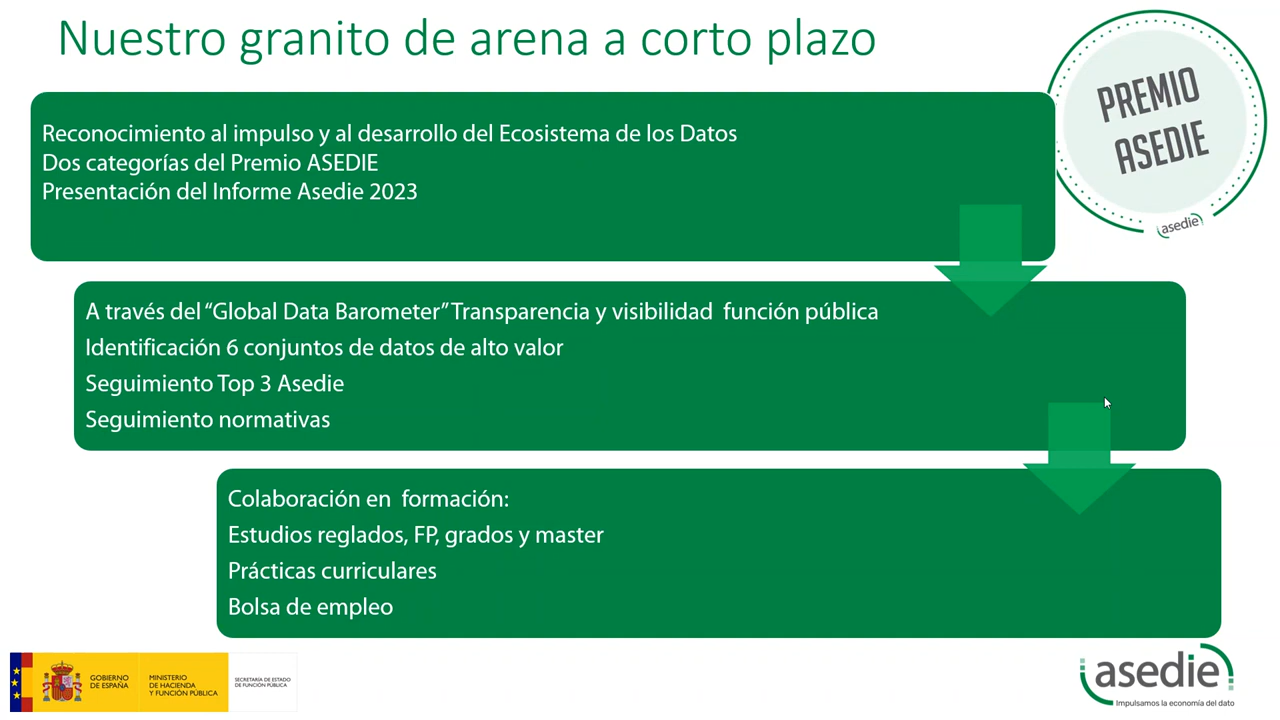 Nuestro granito de arena a corto plazo
PREMIO
ASEDIE
asedie
Reconocimiento al impulso y al desarrollo del Ecosistema de los Datos
Dos categorías del Premio ASEDIE
Presentación del Informe Asedie 2023
A través del “Global Data Barometer” Transparencia y visibilidad función pública
Identificación 6 conjuntos de datos de alto valor
Seguimiento Top 3 Asedie
Seguimiento normativas
Colaboración en formación:
Estudios reglados, FP, grados y master
Prácticas curriculares
Bolsa de empleo
GOBIERNO
DE ESPAÑA
MINISTERIO
DE HACIENDA
Y FUNCIÓN PÚBLICA
SECRETARÍA DE ESTADO
DE FUNCIÓN PÚBLICA
asedie
Impulsamos la economía del dato